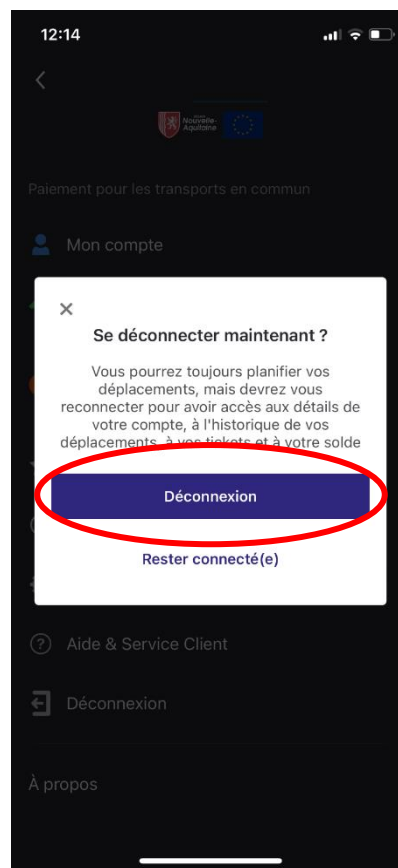 12:14
Nouvelle-
Aquitaine
Paiement pour les transports en commun
Mon compte
Se déconnecter maintenant ?
Vous pourrez toujours planifier vos
déplacements, mais devrez vous
reconnecter pour avoir accès aux détails de
votre compte, à l'historique de vos
déplacements, à vos tickets et à votre solde
Déconnexion
Rester connecté(e)
Aide & Service Client
Déconnexion
À propos